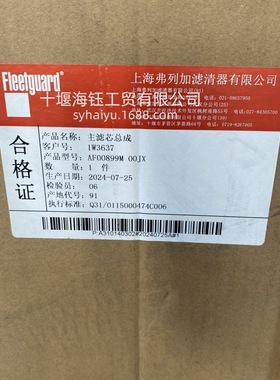 Fleetguard
上海弗列加滤清器有限公司
十堰海钰工贸有限公司
syhaiyu.1688.com
合格证
产品名称: 主滤芯总成
客户号: 1W3637
产品型号: AF00899M 00JX
数量: 1 件
生产日期: 2024-07-25
检验员: 06
产地号: 91
执行标准: Q31/0115000474C006
P:A310140302#20240725A#1